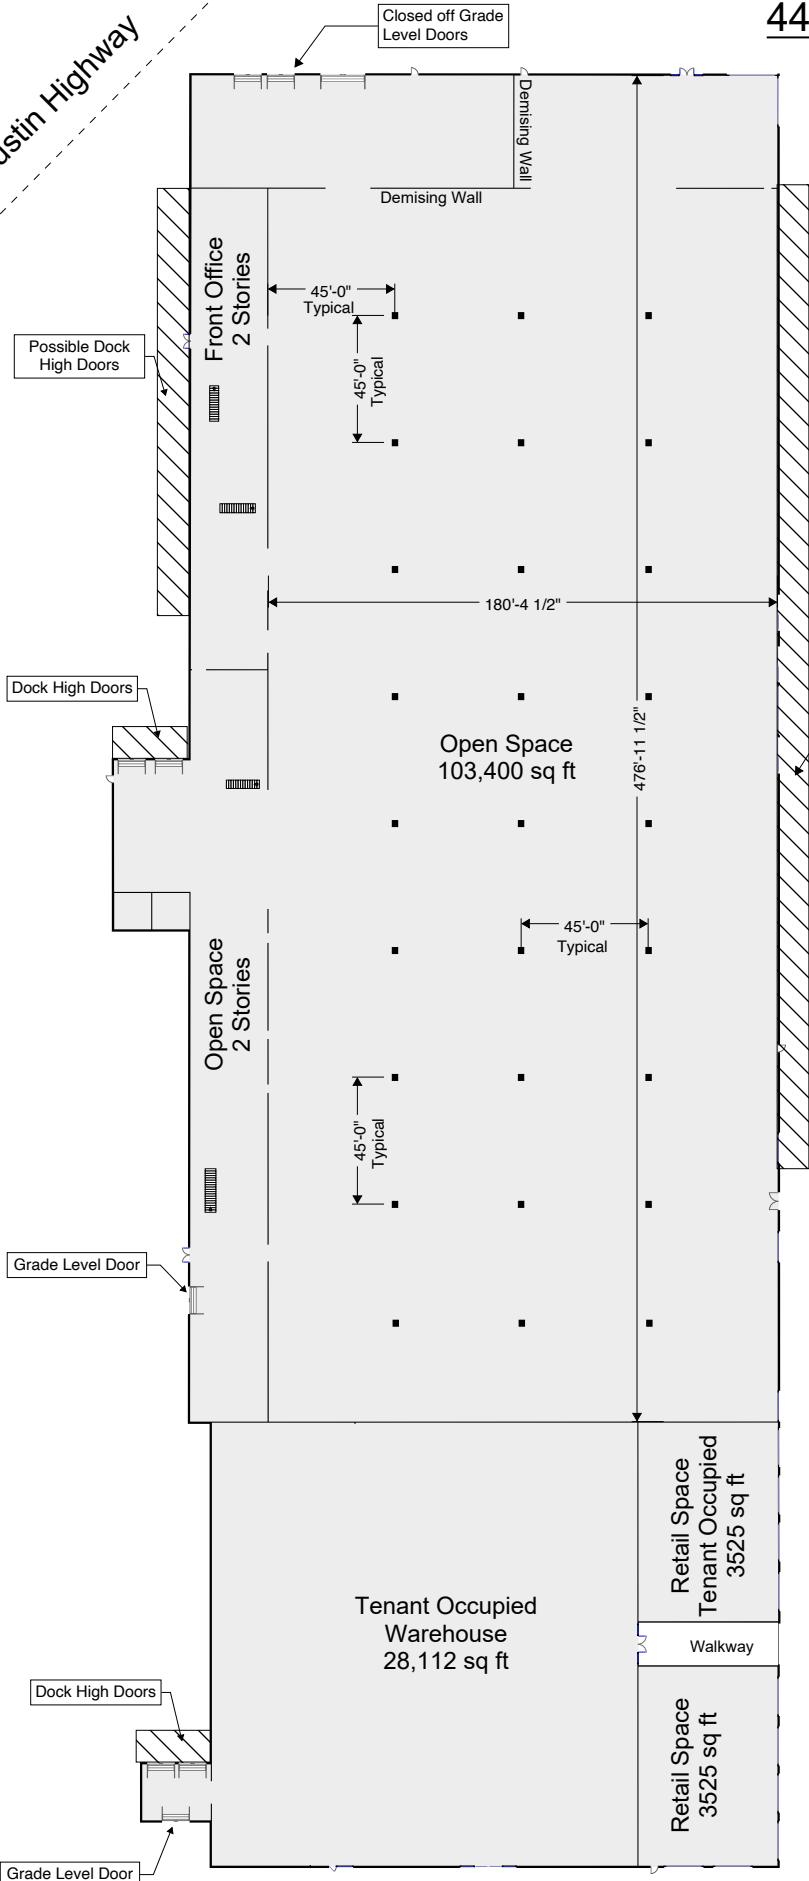 Closed off Grade
Level Doors
44
stin Highway
Demising Wall
Demising Wall
Front Office
2 Stories
45'-0"
Typical
45'-0"
Typical
Possible Dock
High Doors
180'-4 1/2"
Dock High Doors
476'-11 1/2"
Open Space
103,400 sq ft
45'-0"
Typical
Open Space
2 Stories
45'-0"
Typical
Grade Level Door
Retail Space
Tenant Occupied
3525 sq ft
Tenant Occupied
Warehouse
28,112 sq ft
Walkway
Dock High Doors
Retail Space
3525 sq ft
Grade Level Door